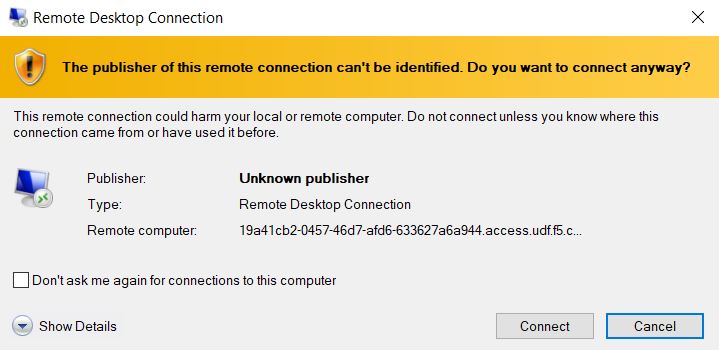 Remote Desktop Connection
The publisher of this remote connection can't be identified. Do you want to connect anyway?
This remote connection could harm your local or remote computer. Do not connect unless you know where this
connection came from or have used it before.
Publisher: Unknown publisher
Type: Remote Desktop Connection
Remote computer: 19a41cb2-0457-46d7-afd6-633627a6a944.access.udf.f5.c...
Don't ask me again for connections to this computer
Show Details Connect Cancel